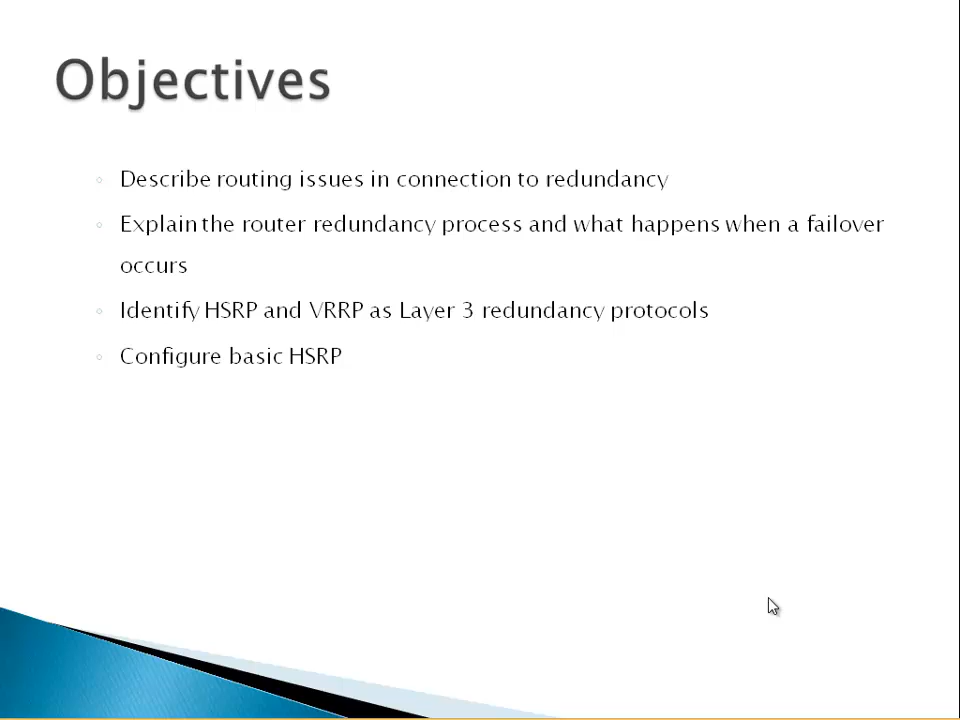 Objectives
Describe routing issues in connection to redundancy
Explain the router redundancy process and what happens when a failover
occurs
Identify HSRP and VRRP as Layer 3 redundancy protocols
Configure basic HSRP